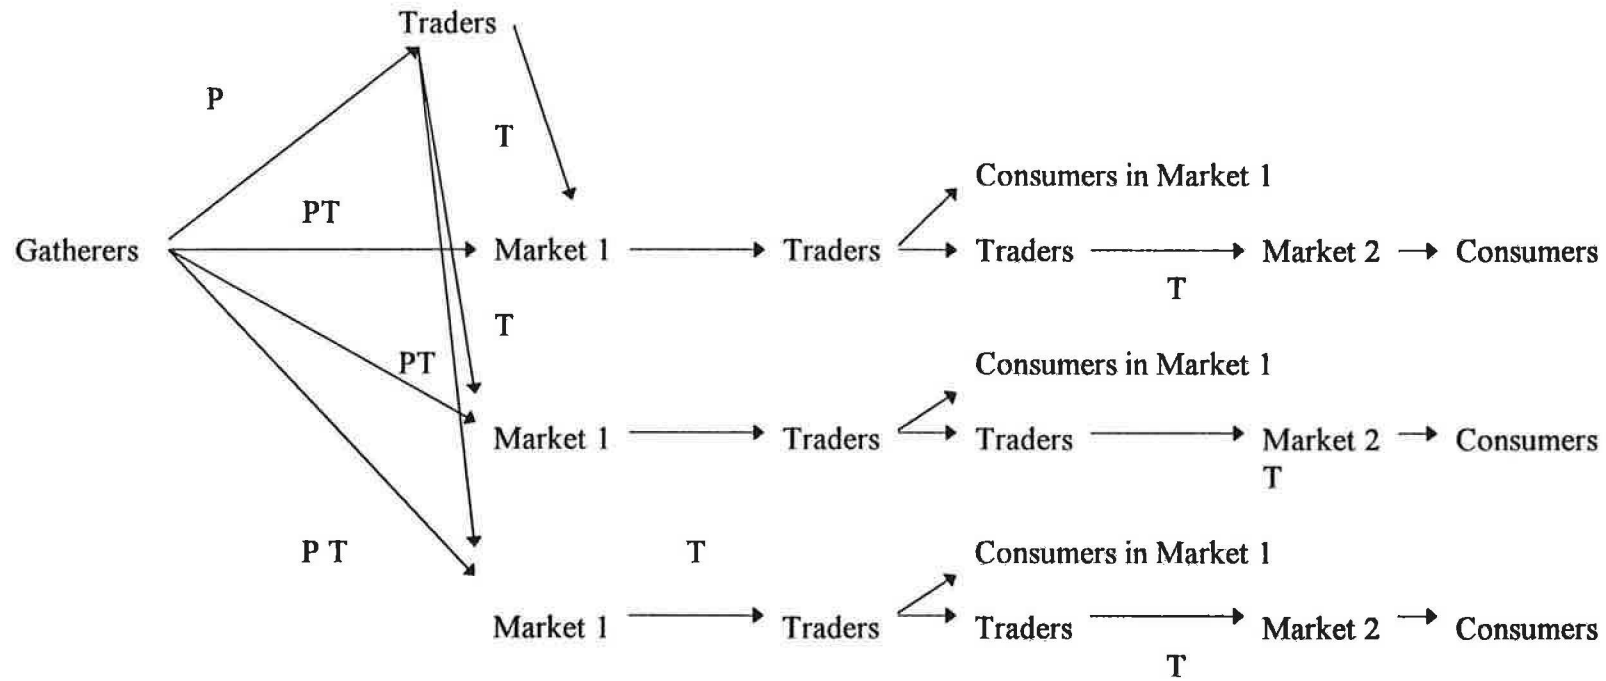 Traders
P
T
Consumers in Market 1
PT
Gatherers Market 1 Traders Traders Market 2 Consumers
T
T
Consumers in Market 1
PT
Market 1 Traders Traders Market 2 Consumers
T
P T T Consumers in Market 1
Market 1 Traders Traders Market 2 Consumers
T